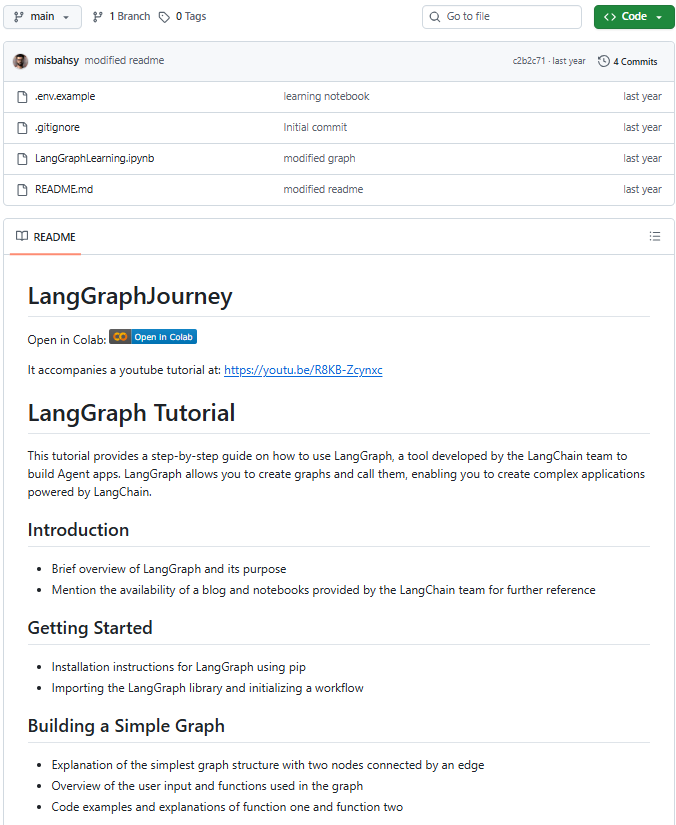 main
1 Branch
0 Tags
Go to file
Code
misbahsy modified readme
c2b2c71 · last year
4 Commits
.env.example learning notebook last year
.gitignore Initial commit last year
LangGraphLearning.ipynb modified graph last year
README.md modified readme last year
README
LangGraphJourney
Open in Colab: Open in Colab
It accompanies a youtube tutorial at: https://youtu.be/R8KB-Zcynxc
LangGraph Tutorial
This tutorial provides a step-by-step guide on how to use LangGraph, a tool developed by the LangChain team to
build Agent apps. LangGraph allows you to create graphs and call them, enabling you to create complex applications
powered by LangChain.
Introduction
• Brief overview of LangGraph and its purpose
• Mention the availability of a blog and notebooks provided by the LangChain team for further reference
Getting Started
• Installation instructions for LangGraph using pip
• Importing the LangGraph library and initializing a workflow
Building a Simple Graph
• Explanation of the simplest graph structure with two nodes connected by an edge
• Overview of the user input and functions used in the graph
• Code examples and explanations of function one and function two